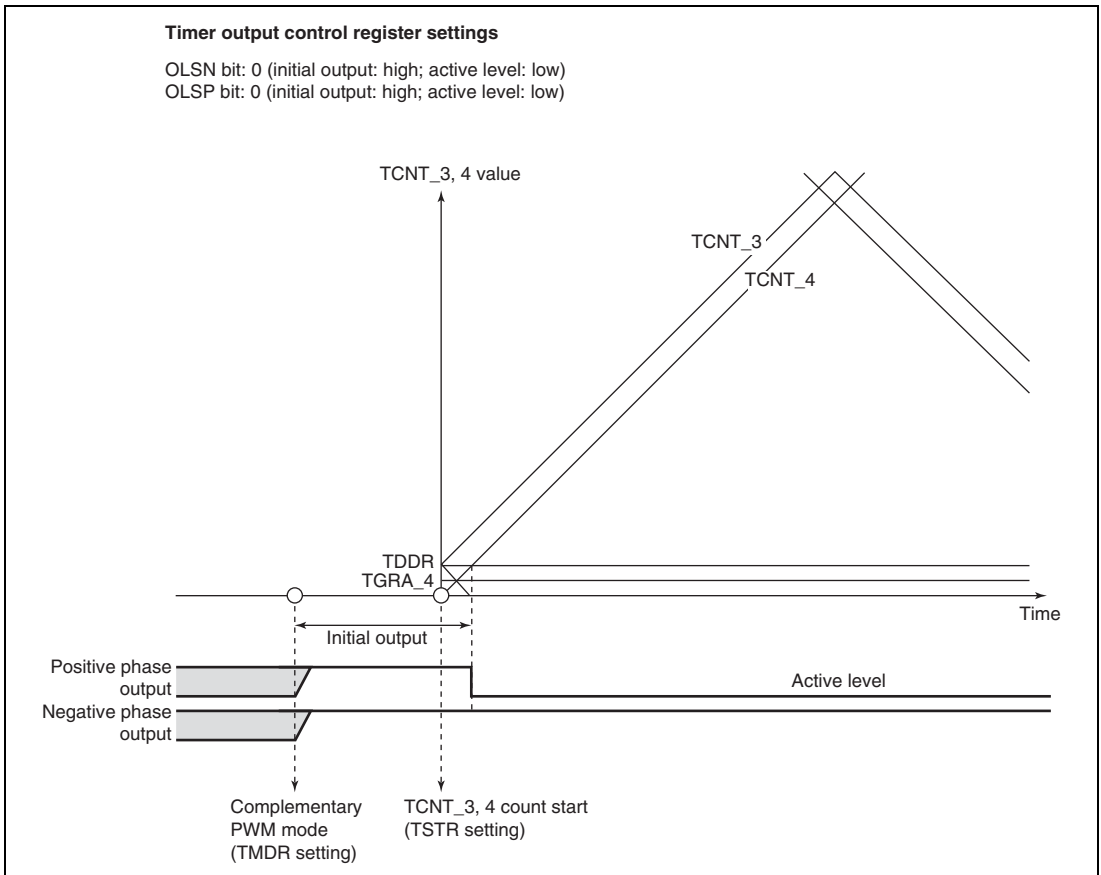 Timer output control register settings
OLSN bit: 0 (initial output: high; active level: low)
OLSP bit: 0 (initial output: high; active level: low)
TCNT_3, 4 value
TCNT_3
TCNT_4
TDDR
TGRA_4
Time
Initial output
Positive phase
output
Active level
Negative phase
output
Complementary
PWM mode
(TMDR setting)
TCNT_3, 4 count start
(TSTR setting)